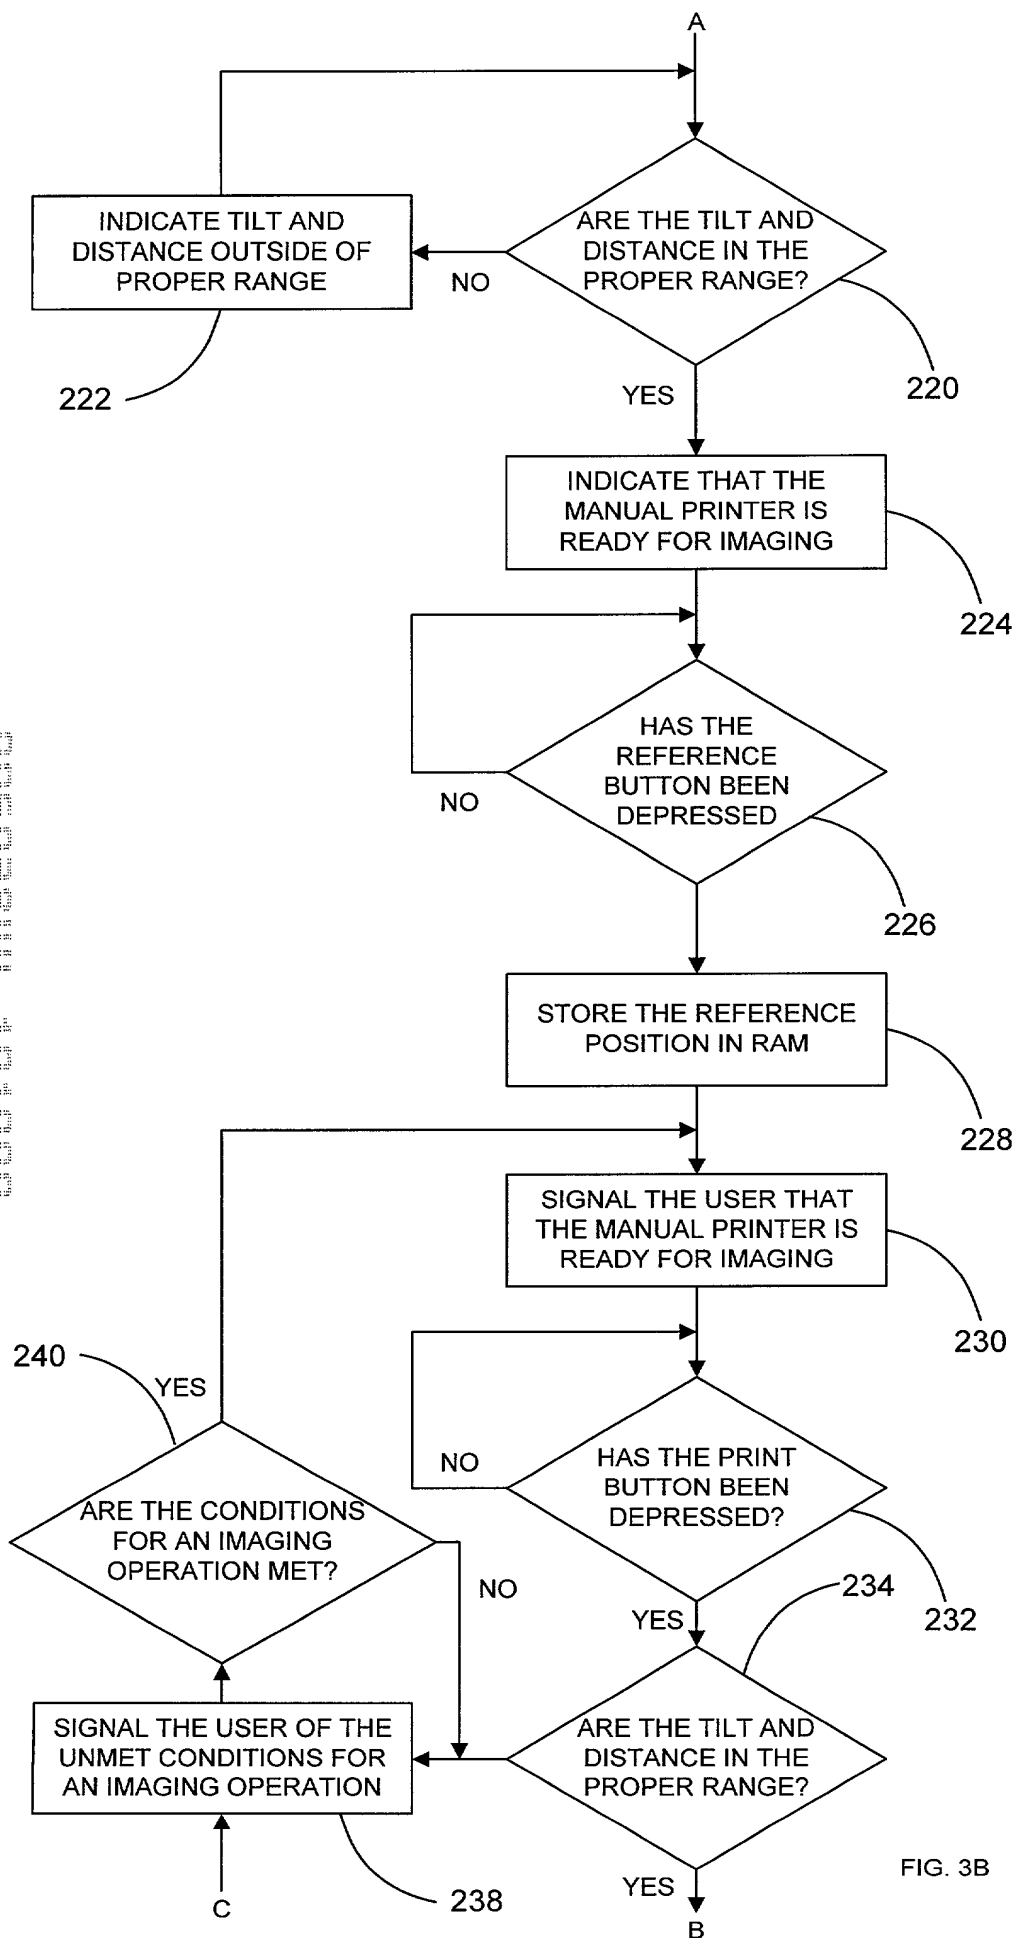 A
INDICATE TILT AND
DISTANCE OUTSIDE OF
PROPER RANGE
ARE THE TILT AND
DISTANCE IN THE
PROPER RANGE?
NO
222
220
YES
INDICATE THAT THE
MANUAL PRINTER IS
READY FOR IMAGING
224
HAS THE
REFERENCE
BUTTON BEEN
DEPRESSED
NO
226
STORE THE REFERENCE
POSITION IN RAM
228
SIGNAL THE USER THAT
THE MANUAL PRINTER IS
READY FOR IMAGING
230
240
YES
HAS THE PRINT
BUTTON BEEN
DEPRESSED?
NO
ARE THE CONDITIONS
FOR AN IMAGING
OPERATION MET?
NO
234
232
YES
SIGNAL THE USER OF THE
UNMET CONDITIONS FOR
AN IMAGING OPERATION
ARE THE TILT AND
DISTANCE IN THE
PROPER RANGE?
238
C
YES
B
FIG. 3B